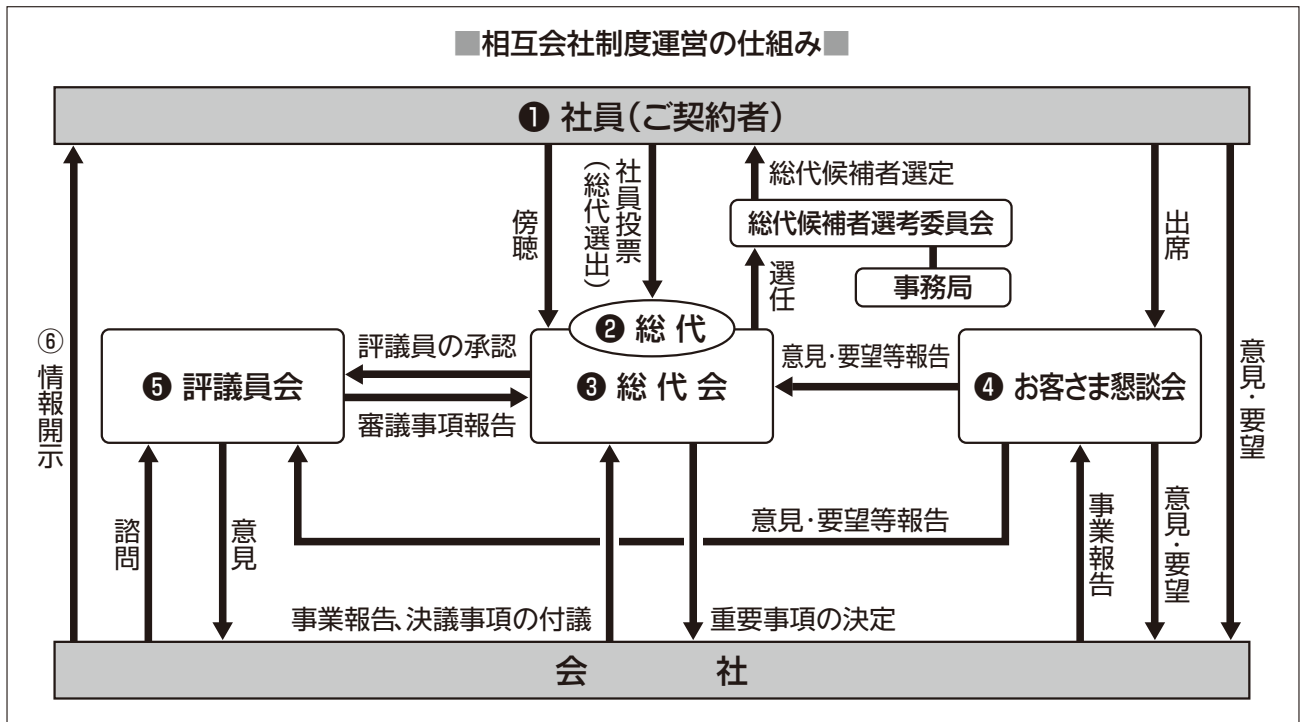 ■相互会社制度運営の仕組み■
❶ 社員(ご契約者)
総代候補者選定
総代候補者選考委員会
事務局
選任
傍聴
社員投票
(総代選出)
出席
❷ 総代
評議員の承認
意見・要望等報告
❺ 評議員会
❸ 総代会
❹ お客さま懇談会
審議事項報告
⑥情報開示
意見・要望
諮問
意見
意見・要望等報告
事業報告
意見・要望
事業報告、決議事項の付議
重要事項の決定
会社